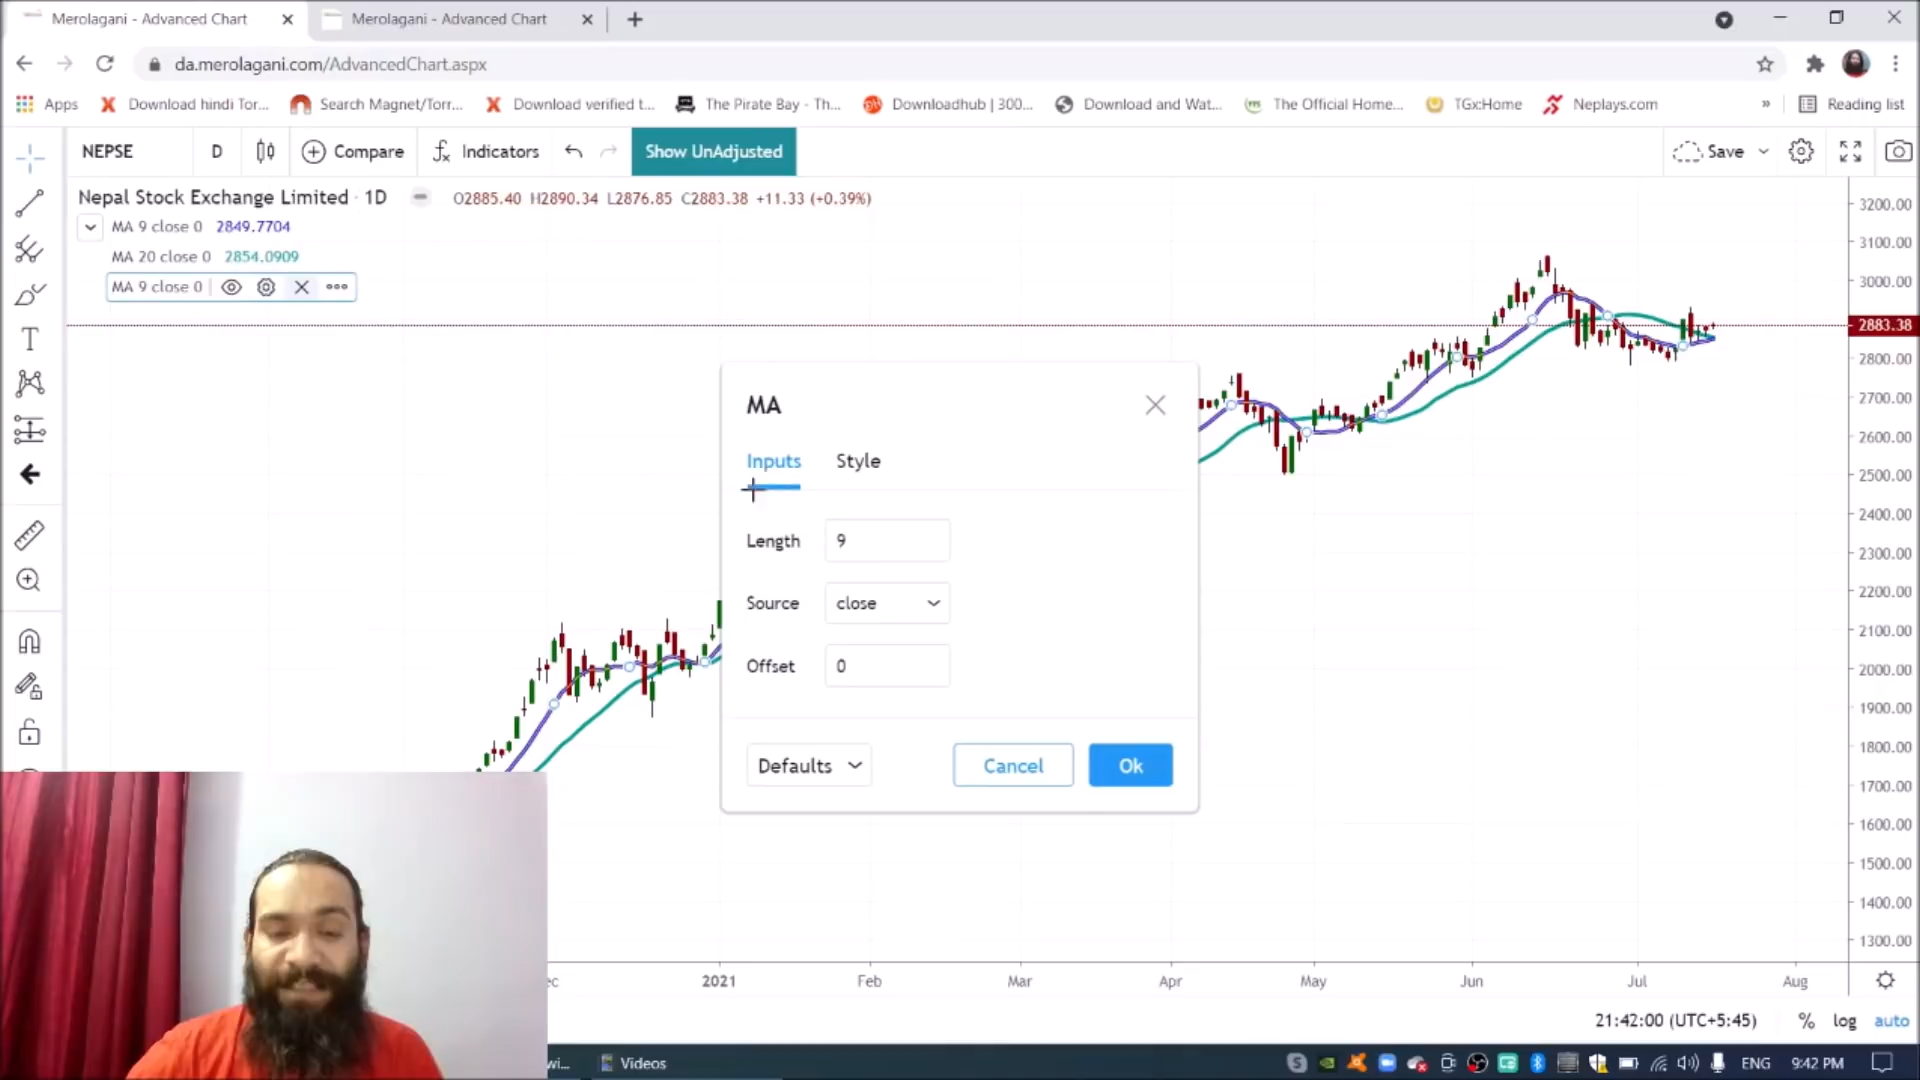 Merolagani - Advanced Chart
Merolagani - Advanced Chart
da.merolagani.com/AdvancedChart.aspx
Apps
Download hindi Tor...
Search Magnet/Torr...
Download verified t...
The Pirate Bay - Th...
Downloadhub | 300...
Download and Wat...
The Official Home...
TGx:Home
Neplays.com
»
Reading list
NEPSE
D
Compare
Indicators
Show UnAdjusted
Save
Nepal Stock Exchange Limited · 1D
O2885.40 H2890.34 L2876.85 C2883.38 +11.33 (+0.39%)
MA 9 close 0 2849.7704
MA 20 close 0 2854.0909
MA 9 close 0
3200.00
3100.00
3000.00
2883.38
2800.00
2700.00
2600.00
2500.00
2400.00
2300.00
2200.00
2100.00
2000.00
1900.00
1800.00
1700.00
1600.00
1500.00
1400.00
1300.00
MA
Inputs
Style
Length 9
Source close
Offset 0
Defaults
Cancel
Ok
ec
2021
Feb
Mar
Apr
May
Jun
Jul
Aug
21:42:00 (UTC+5:45)
%
log
auto
wi...
Videos
ENG
9:42 PM